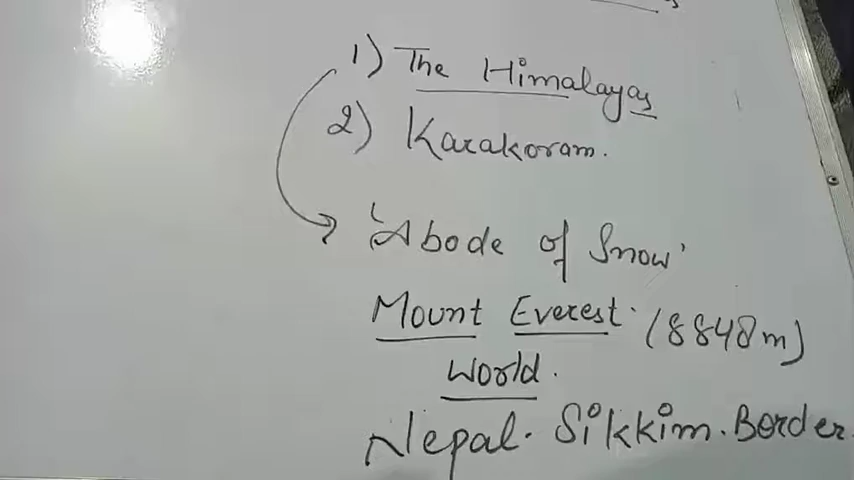 1) The Himalayas
2) Karakoram.
'Abode of Snow'
Mount Everest. (8848m)
World.
Nepal. Sikkim. Border.